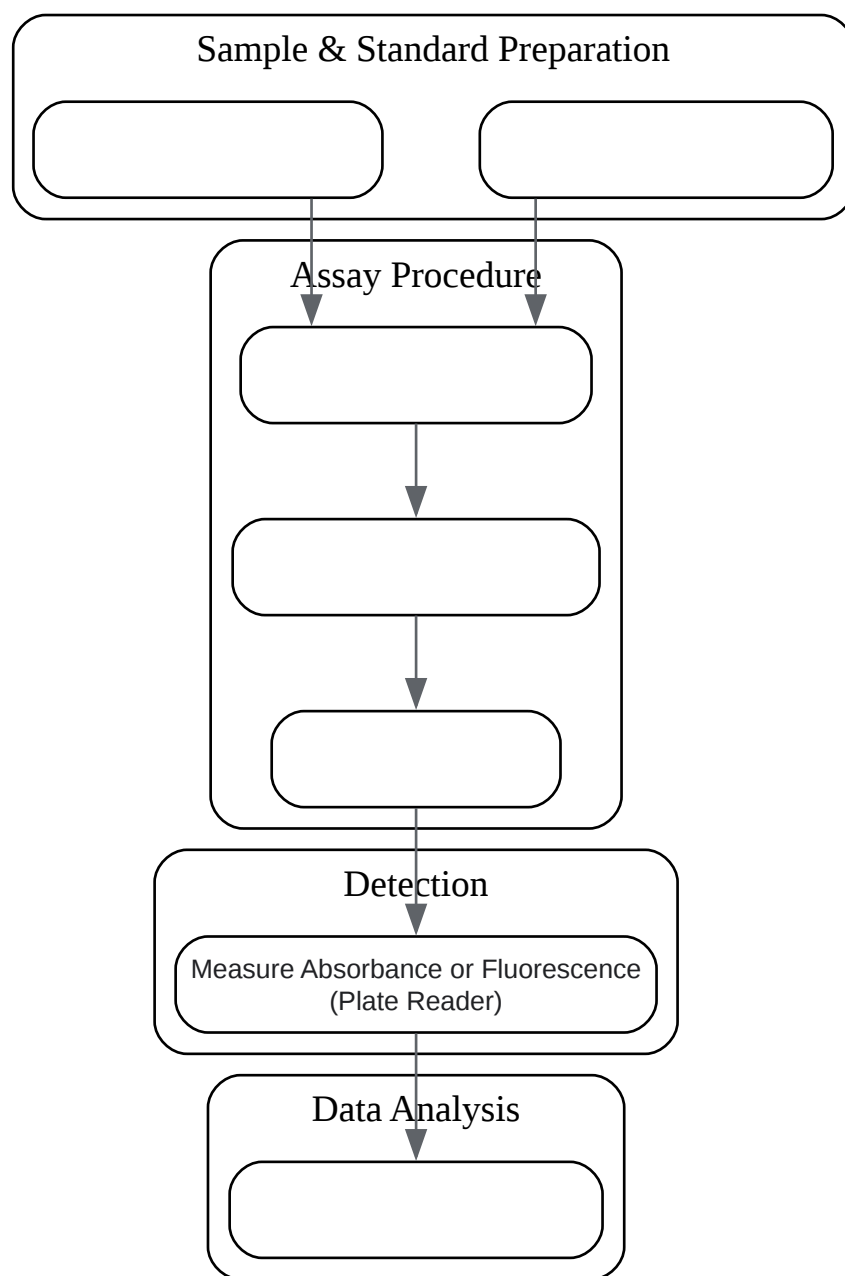 Sample & Standard Preparation
Assay Procedure
Detection
Measure Absorbance or Fluorescence
(Plate Reader)
Data Analysis